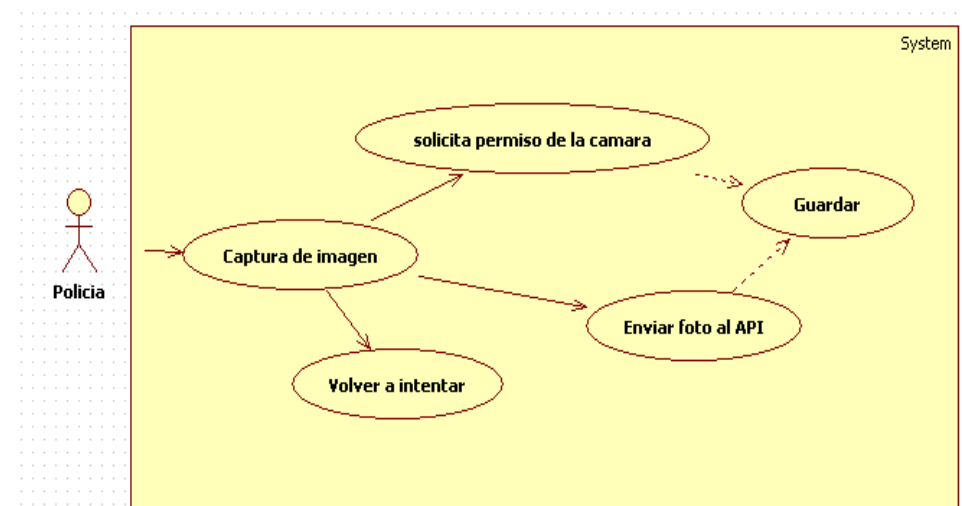 System
solicita permiso de la camara
Guardar
Captura de imagen
Policia
Enviar foto al API
Volver a intentar